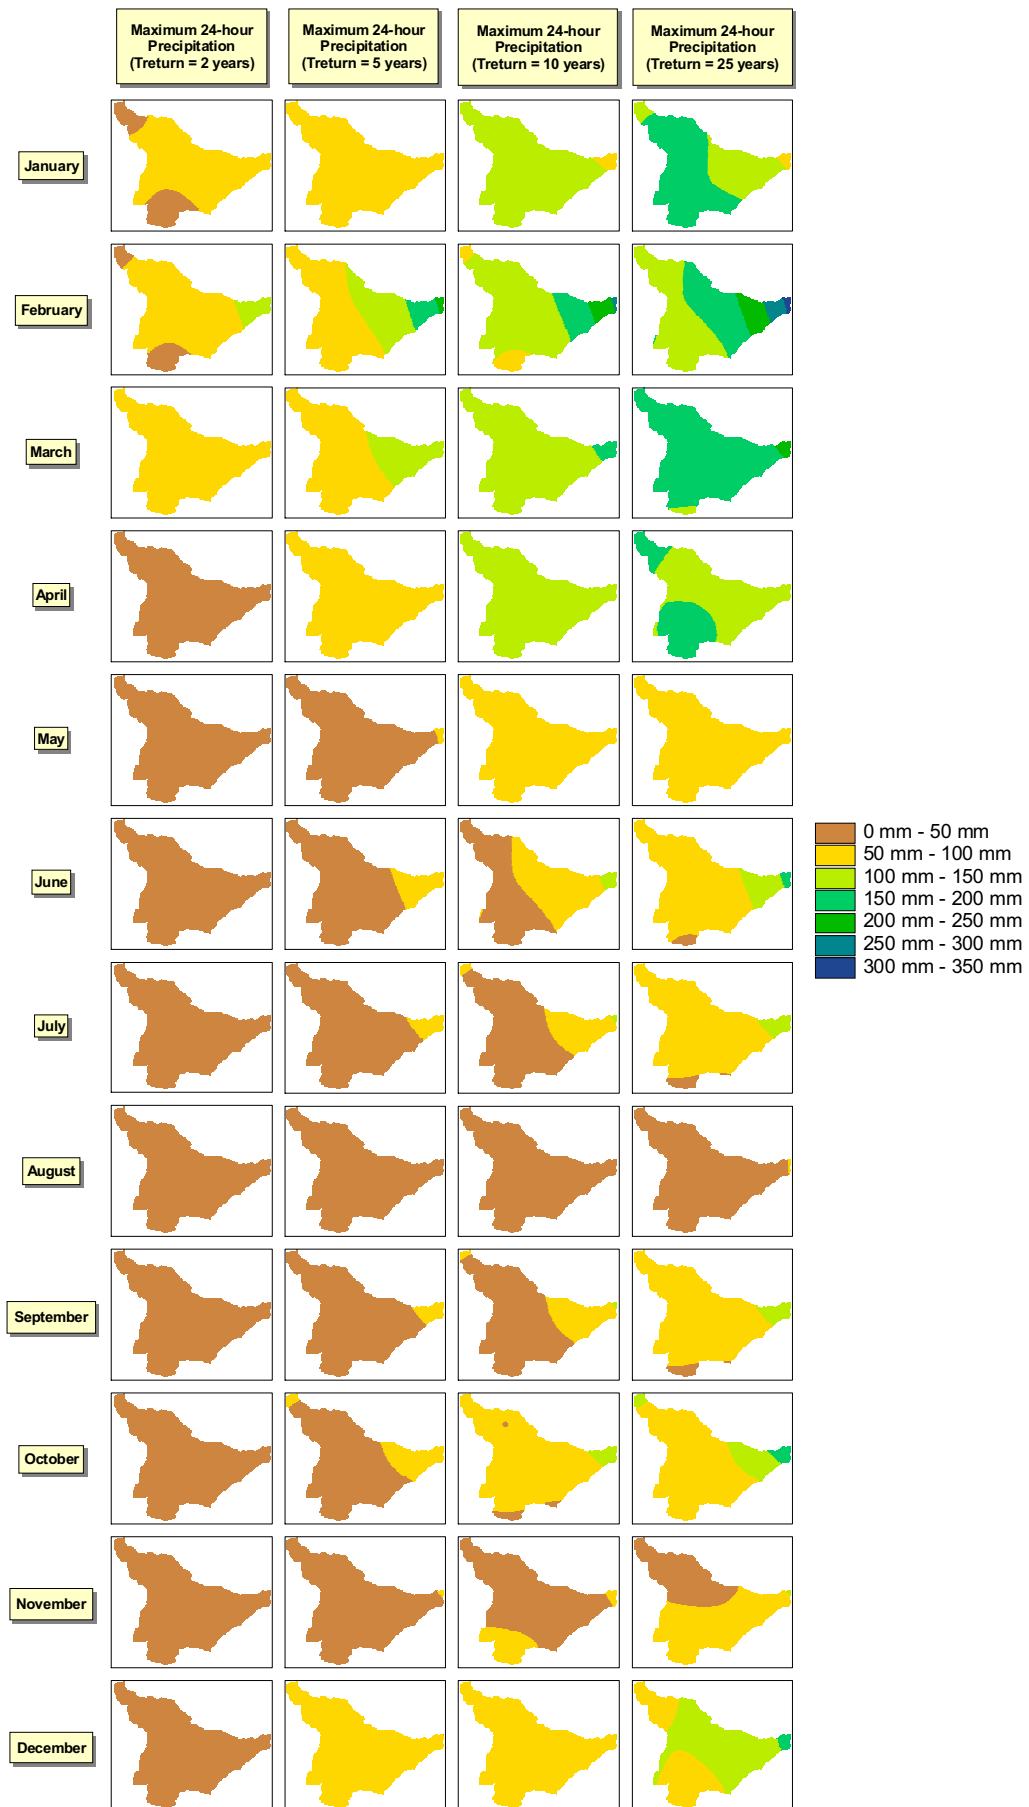 Maximum 24-hour
Precipitation
(Treturn = 2 years)
Maximum 24-hour
Precipitation
(Treturn = 5 years)
Maximum 24-hour
Precipitation
(Treturn = 10 years)
Maximum 24-hour
Precipitation
(Treturn = 25 years)
January
February
March
April
May
June
July
August
September
October
November
December
0 mm - 50 mm
50 mm - 100 mm
100 mm - 150 mm
150 mm - 200 mm
200 mm - 250 mm
250 mm - 300 mm
300 mm - 350 mm